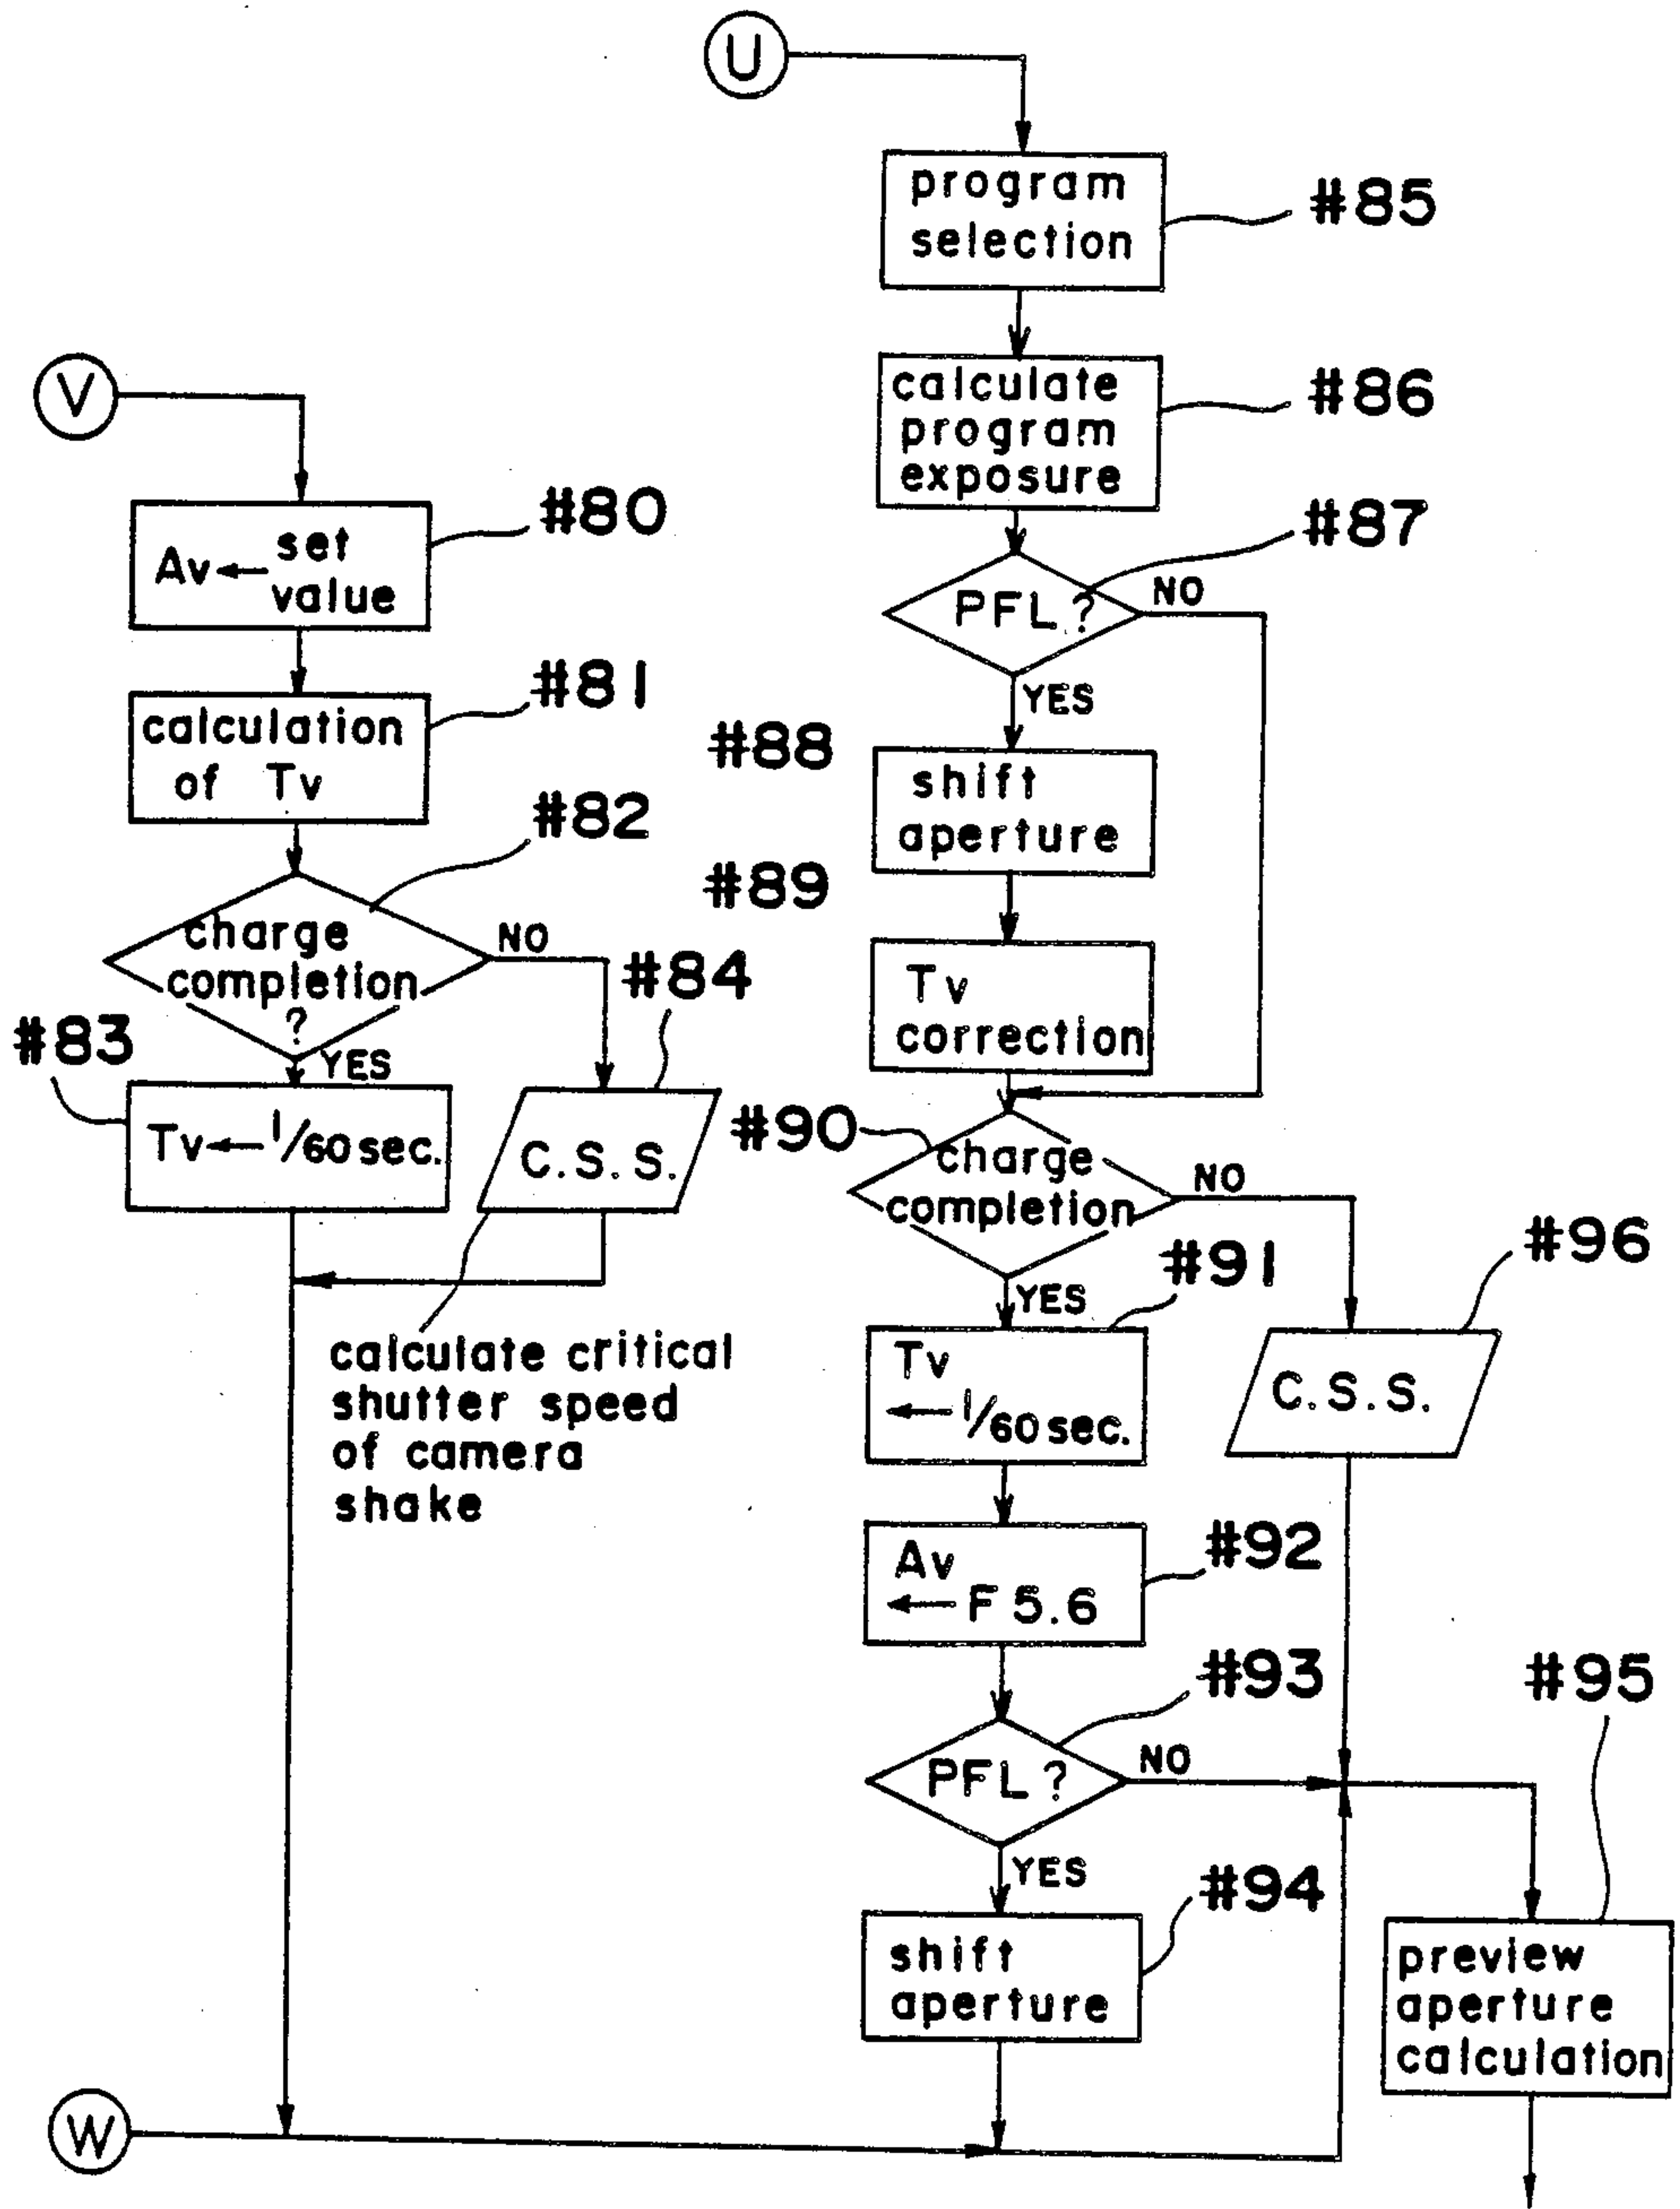 U
program
selection
#85
calculate
program
exposure
#86
#87
PFL?
NO
YES
#88
shift
aperture
#89
Tv
correction
V
#80
Av← set
value
#81
calculation
of Tv
#82
charge
completion
?
NO
YES
#83
Tv←1/60 sec.
#84
C.S.S.
calculate critical
shutter speed
of camera
shake
#90
charge
completion
NO
YES
#91
Tv
←1/60 sec.
#96
C.S.S.
#92
Av
←F 5.6
#93
PFL?
NO
YES
#94
shift
aperture
#95
preview
aperture
calculation
W